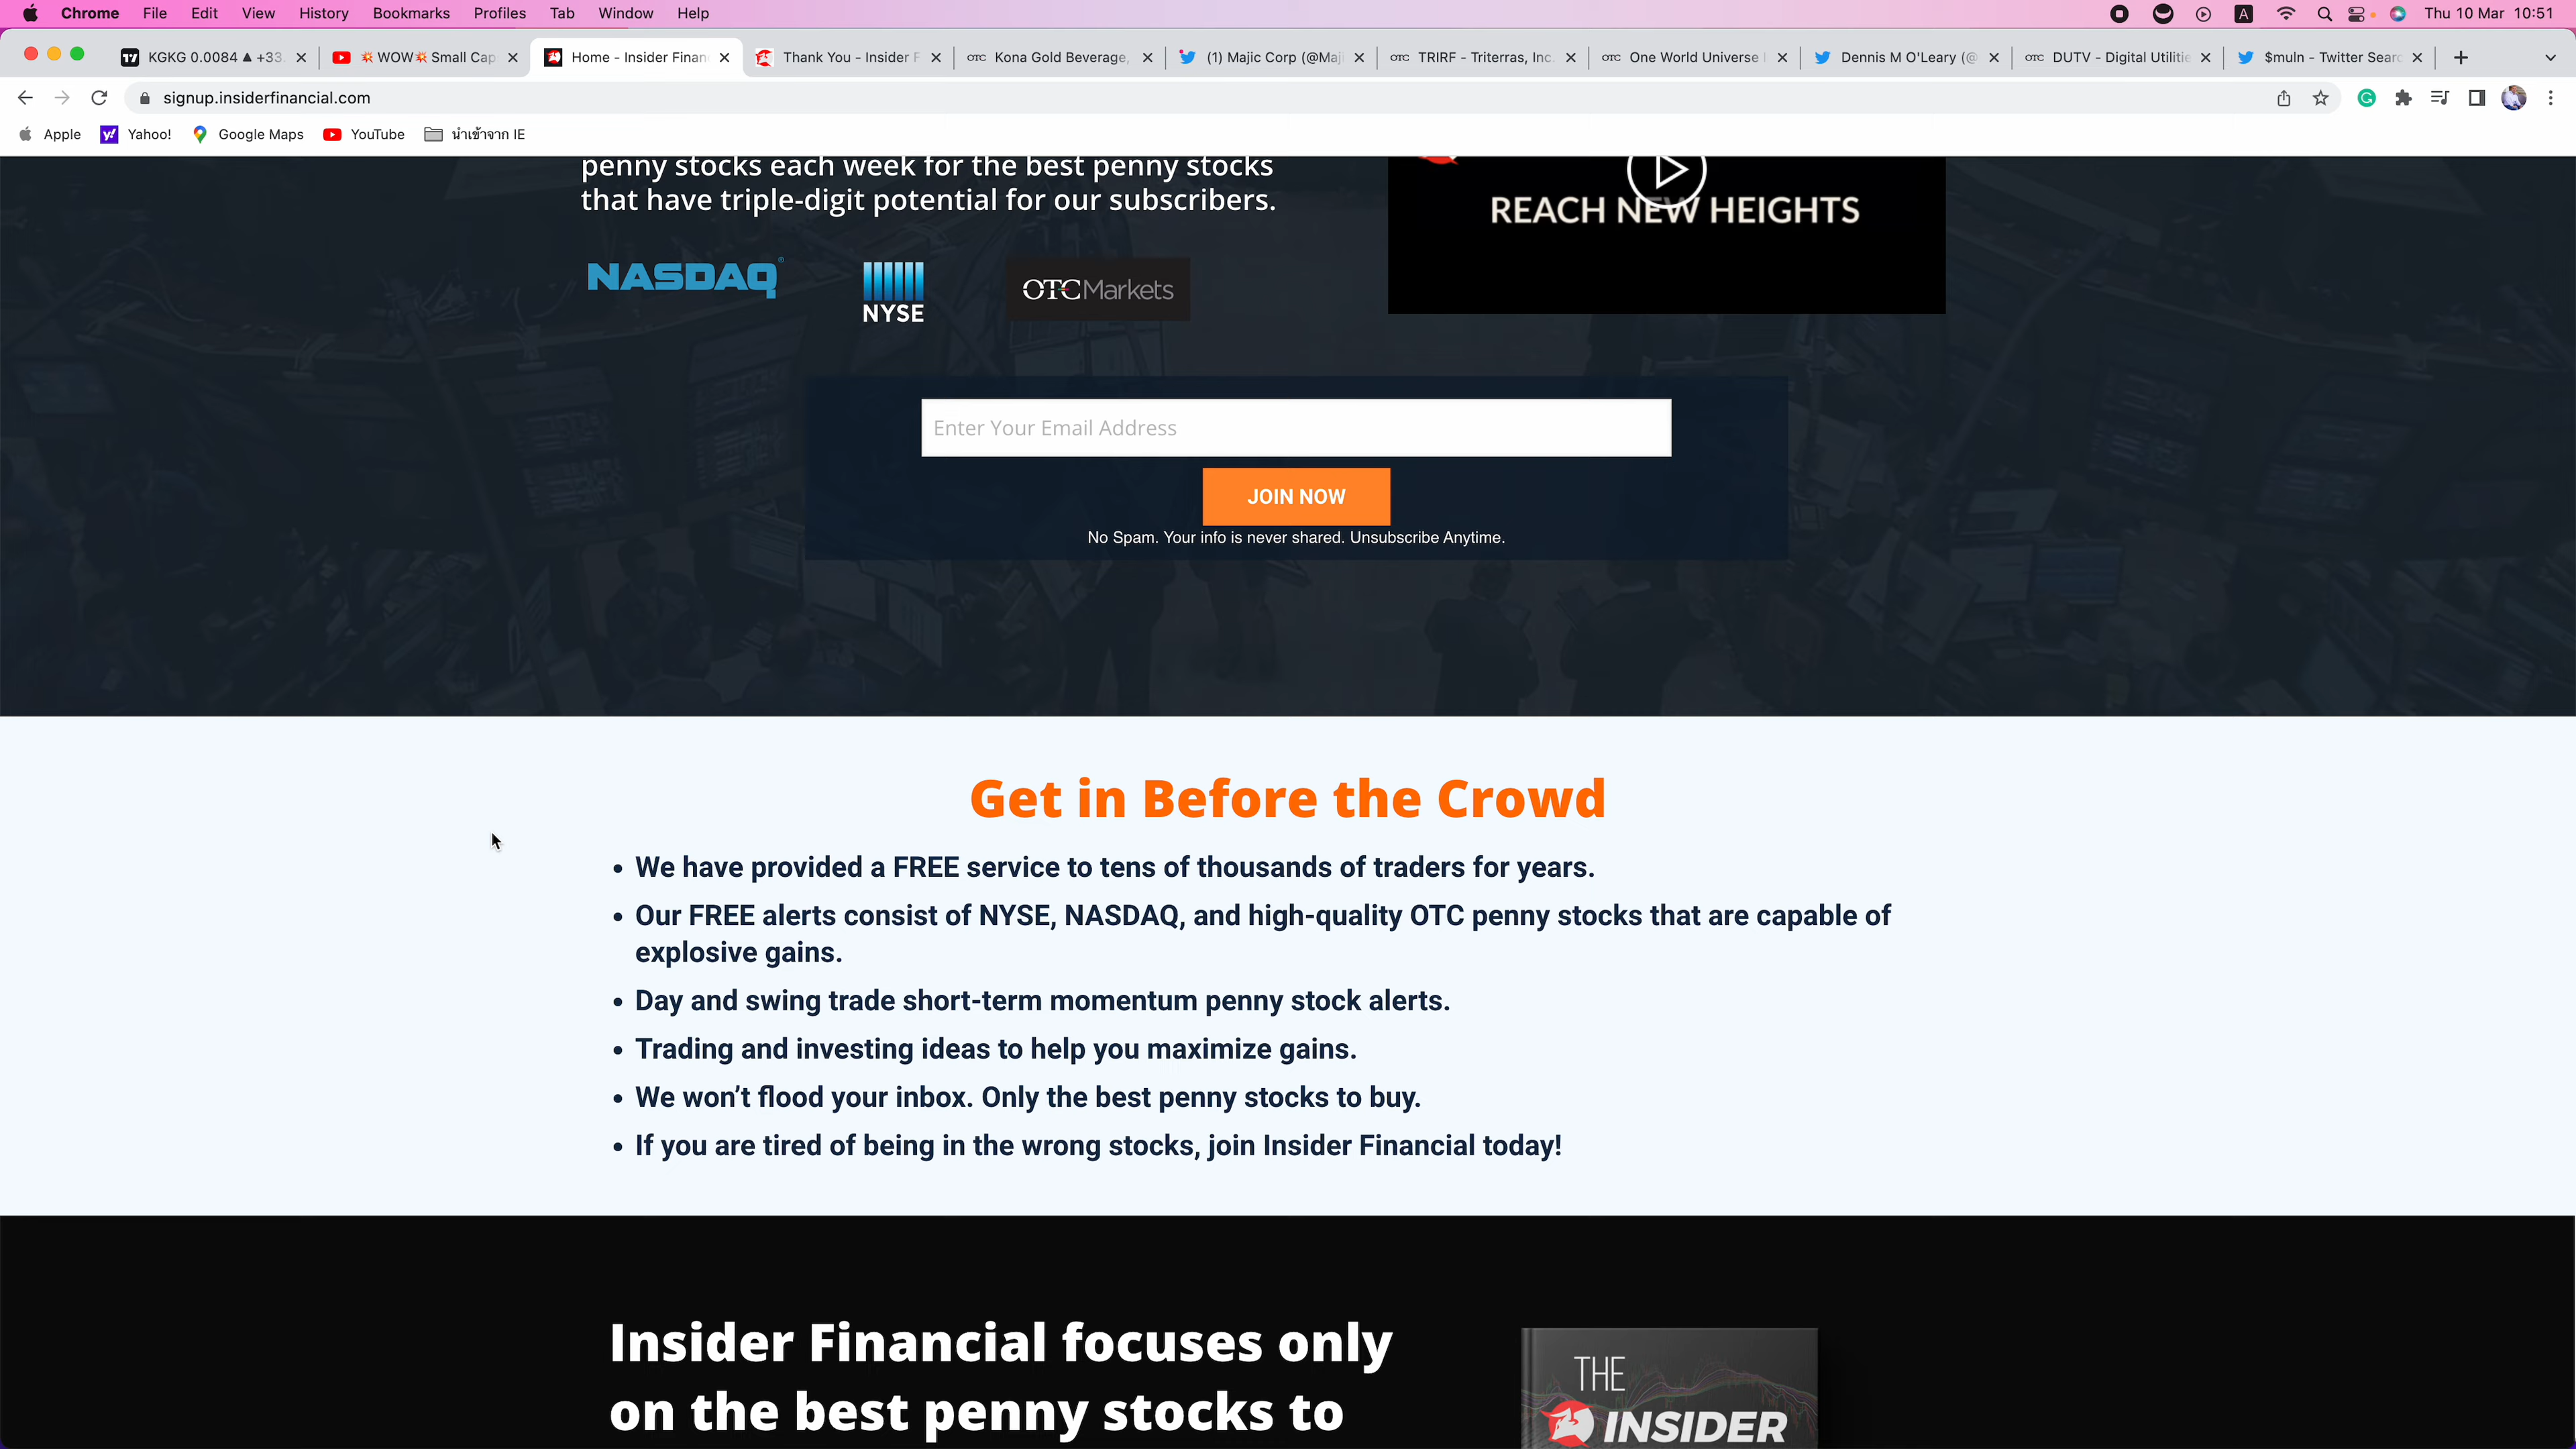 Chrome File Edit View History Bookmarks Profiles Tab Window Help A Thu 10 Mar 10:51
KGKG 0.0084 ▲ +33. 💥 WOW💥 Small Cap Home - Insider Finan Thank You - Insider F OTC Kona Gold Beverage, (1) Majic Corp (@Maj OTC TRIRF - Triterras, Inc. OTC One World Universe Dennis M O'Leary (@ OTC DUTV - Digital Utilitie $muln - Twitter Searc
signup.insiderfinancial.com
Apple Yahoo! Google Maps YouTube นำเข้าจาก IE
penny stocks each week for the best penny stocks
that have triple-digit potential for our subscribers.
REACH NEW HEIGHTS
NASDAQ
NYSE
OTC Markets
Enter Your Email Address
JOIN NOW
No Spam. Your info is never shared. Unsubscribe Anytime.
Get in Before the Crowd
• We have provided a FREE service to tens of thousands of traders for years.
• Our FREE alerts consist of NYSE, NASDAQ, and high-quality OTC penny stocks that are capable of
explosive gains.
• Day and swing trade short-term momentum penny stock alerts.
• Trading and investing ideas to help you maximize gains.
• We won't flood your inbox. Only the best penny stocks to buy.
• If you are tired of being in the wrong stocks, join Insider Financial today!
Insider Financial focuses only
on the best penny stocks to
THE
INSIDER